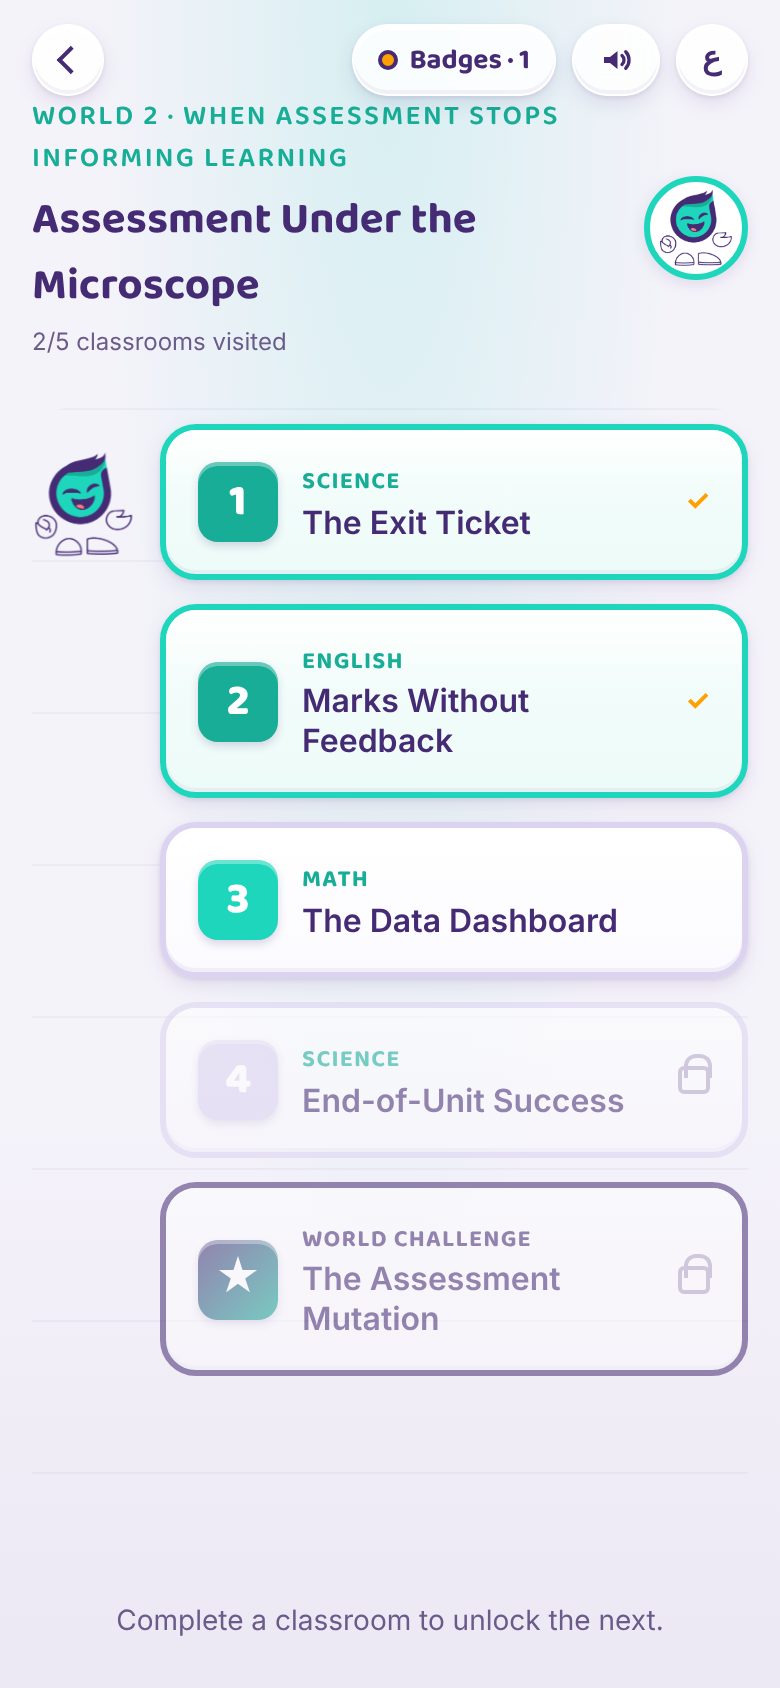 Badges · 1
ع
WORLD 2 · WHEN ASSESSMENT STOPS
INFORMING LEARNING
Assessment Under the
Microscope
2/5 classrooms visited
1
SCIENCE
The Exit Ticket
2
ENGLISH
Marks Without
Feedback
3
MATH
The Data Dashboard
4
SCIENCE
End-of-Unit Success
WORLD CHALLENGE
The Assessment
Mutation
Complete a classroom to unlock the next.